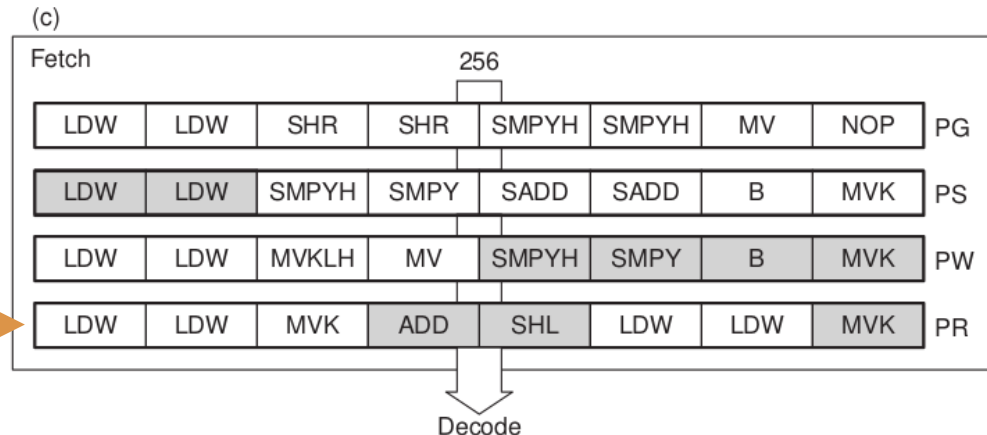 (c)
Fetch 256
LDW LDW SHR SHR SMPYH SMPYH MV NOP PG
LDW LDW SMPYH SMPY SADD SADD B MVK PS
LDW LDW MVKLH MV SMPYH SMPY B MVK PW
LDW LDW MVK ADD SHL LDW LDW MVK PR
Decode